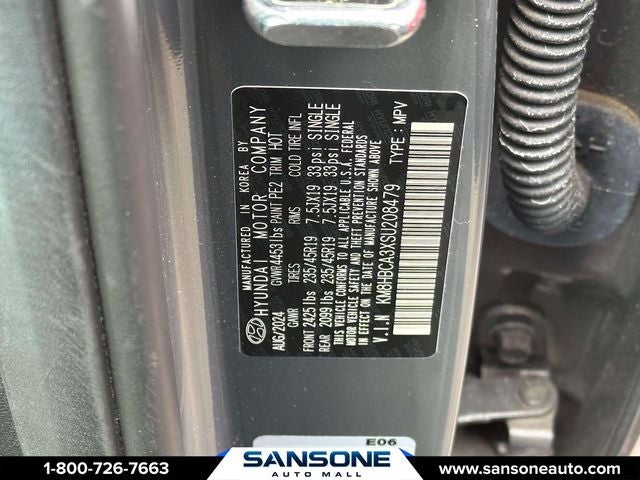 MANUFACTURED IN KOREA BY
HYUNDAI MOTOR COMPANY
AUG/2024 GVWR4453lbs PAINT PE2 TRIM HOT
GAWR TIRES RIMS COLD TIRE INFL
FRONT 2425 lbs 235/45R19 7.5JX19 33psi SINGLE
REAR 2099 lbs 235/45R19 7.5JX19 33psi SINGLE
THIS VEHICLE CONFORMS TO ALL APPLICABLE U.S.A. FEDERAL
MOTOR VEHICLE SAFETY AND THEFT PREVENTION STANDARDS
IN EFFECT ON THE DATE OF MANUFACTURE SHOWN ABOVE
V.I.N KM8HBCA3XSU208479 TYPE: MPV
E06
1-800-726-7663
SANSONE
AUTO MALL
www.sansoneauto.com